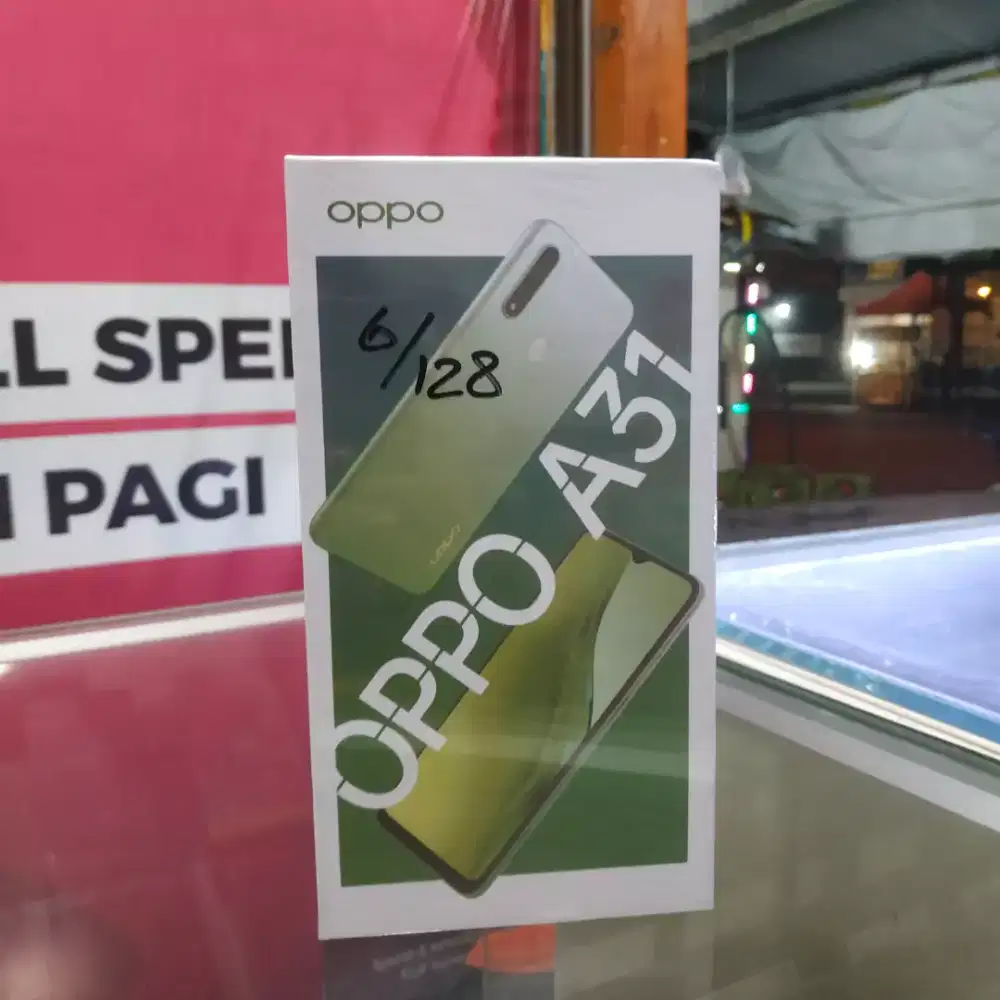 oppo
6/128
OPPO A31
LL SPE
I PAGI